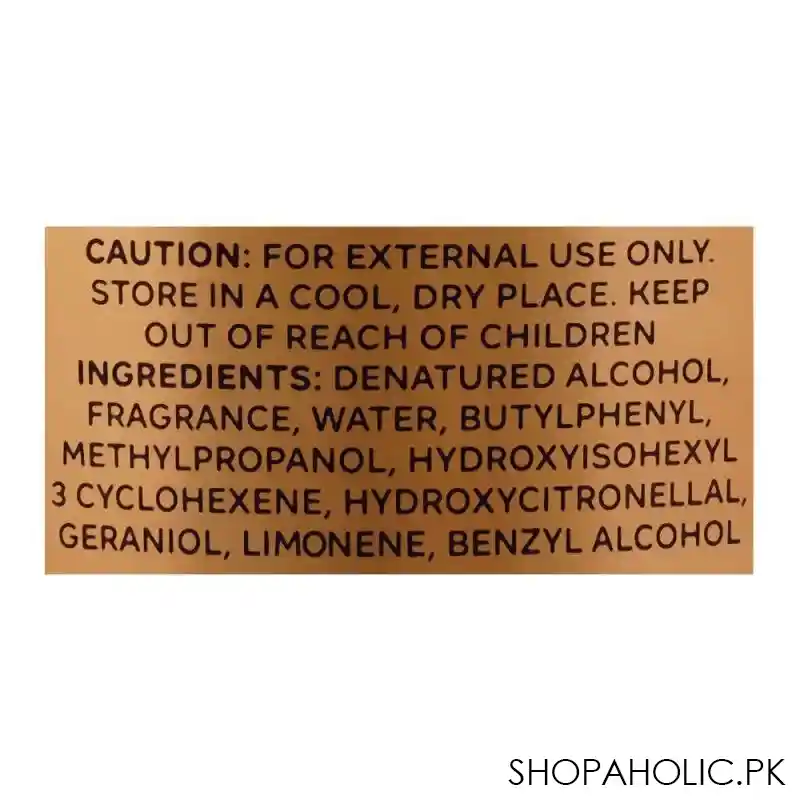 CAUTION: FOR EXTERNAL USE ONLY.
STORE IN A COOL, DRY PLACE. KEEP
OUT OF REACH OF CHILDREN
INGREDIENTS: DENATURED ALCOHOL,
FRAGRANCE, WATER, BUTYLPHENYL,
METHYLPROPANOL, HYDROXYISOHEXYL
3 CYCLOHEXENE, HYDROXYCITRONELLAL,
GERANIOL, LIMONENE, BENZYL ALCOHOL
SHOPAHOLIC.PK